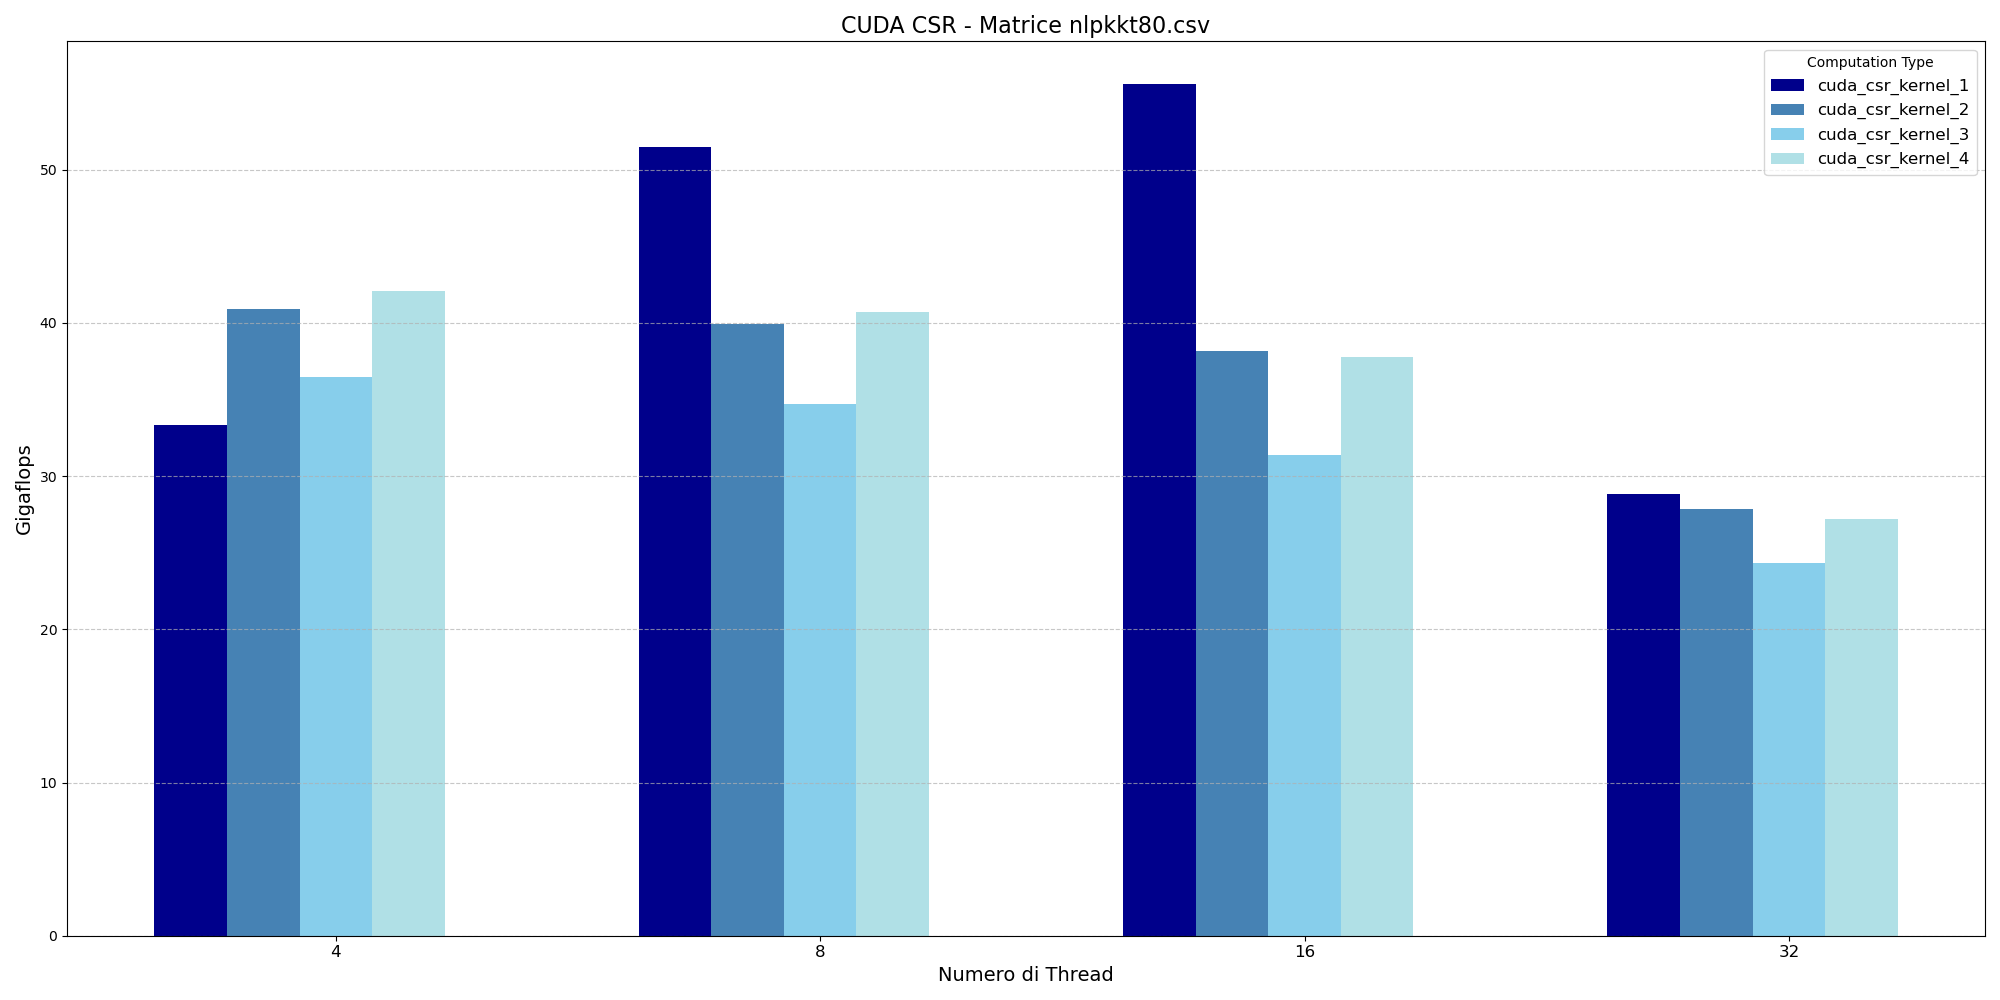 CUDA CSR - Matrice nlpkkt80.csv
Computation Type
cuda_csr_kernel_1
cuda_csr_kernel_2
cuda_csr_kernel_3
cuda_csr_kernel_4
Gigaflops
50
40
30
20
10
0
4 8 16 32
Numero di Thread